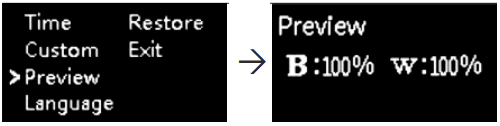 Time Restore
Custom Exit
>Preview
Language
→
Preview
B:100% w:100%